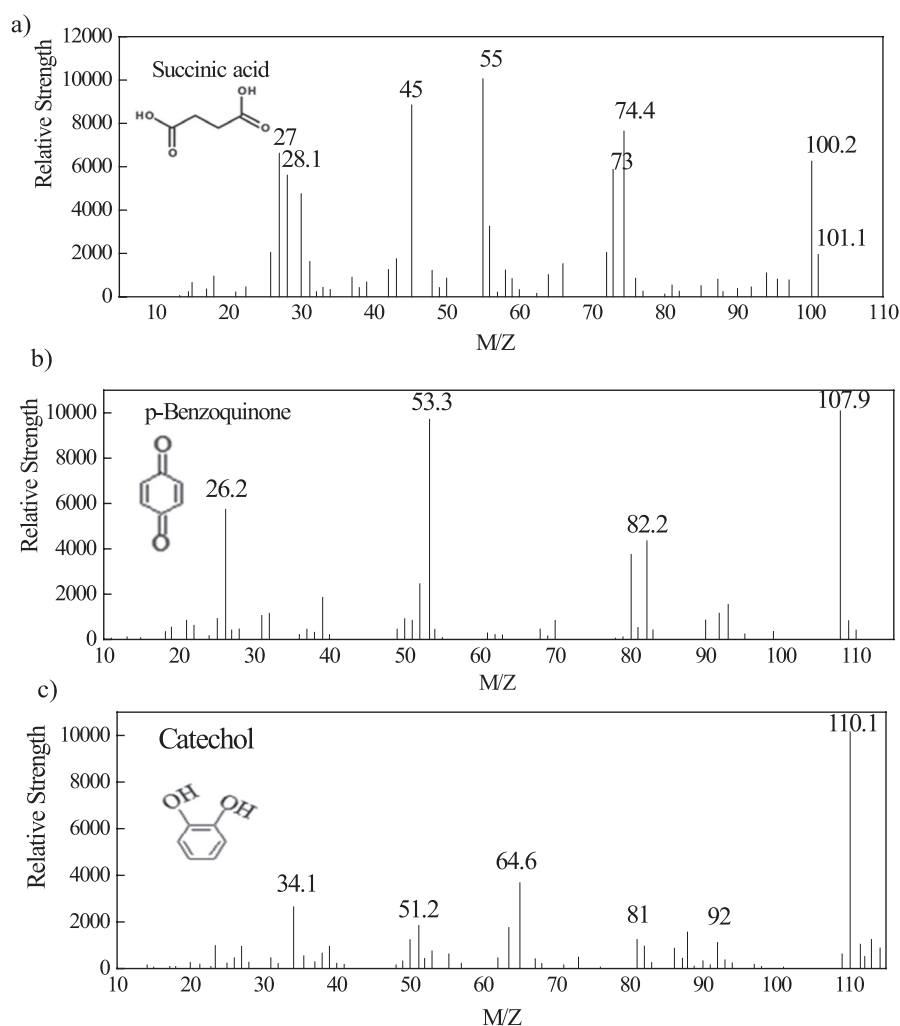 a)
12000
10000
8000
6000
4000
2000
0
Relative Strength
Succinic acid
HO
O
OH
O
27
28.1
45
55
73
74.4
100.2
101.1
10 20 30 40 50 60 70 80 90 100 110
M/Z
b)
10000
8000
6000
4000
2000
0
Relative Strength
p-Benzoquinone
O
O
26.2
53.3
82.2
107.9
10 20 30 40 50 60 70 80 90 100 110
M/Z
c)
10000
8000
6000
4000
2000
0
Relative Strength
Catechol
OH
OH
34.1
51.2
64.6
81
92
110.1
10 20 30 40 50 60 70 80 90 100 110
M/Z